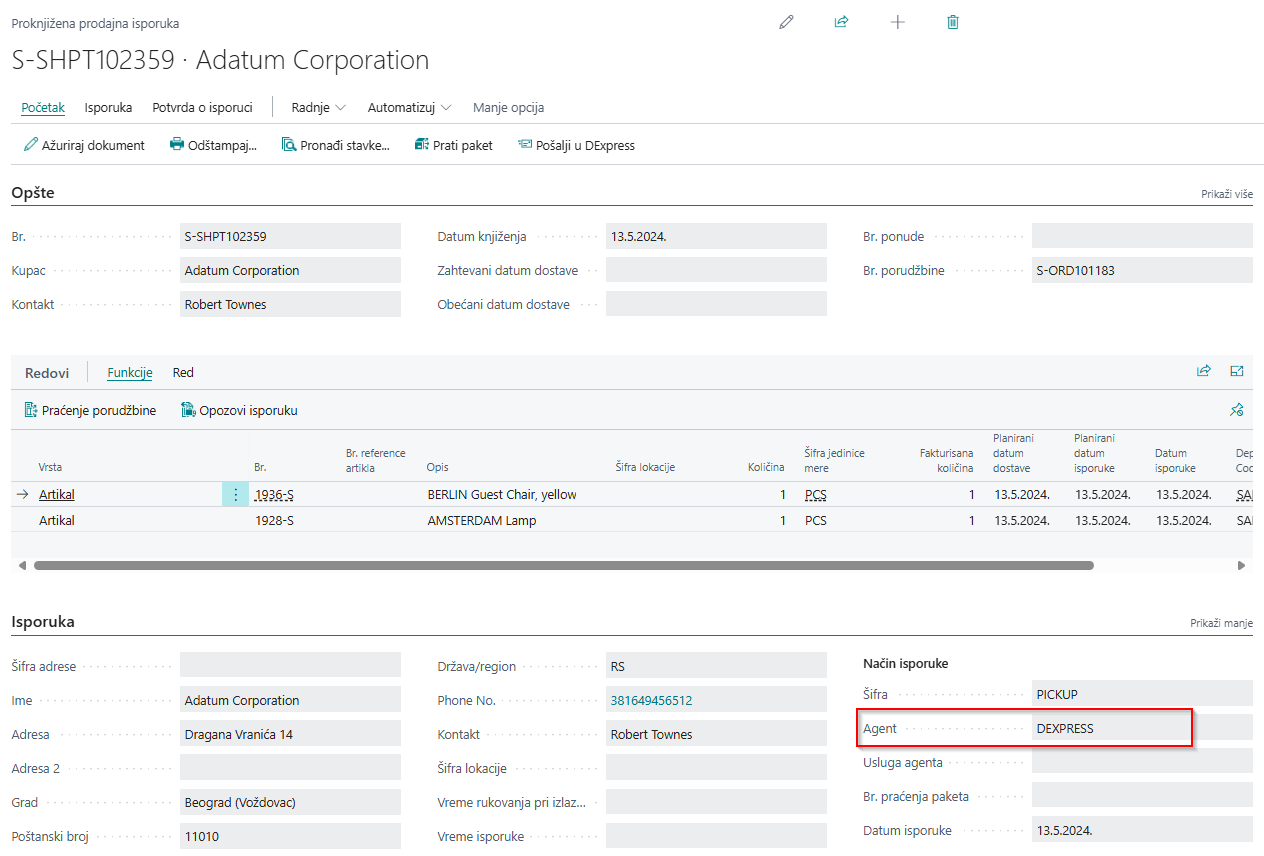 Proknjižena prodajna isporuka
S-SHPT102359 · Adatum Corporation
Početak Isporuka Potvrda o isporuci Radnje Automatizuj Manje opcija
Ažuriraj dokument Odštampaj... Pronađi stavke... Prati paket Pošalji u DExpress
Opšte Prikaži više
Br. S-SHPT102359 Datum knjiženja 13.5.2024. Br. ponude
Kupac Adatum Corporation Zahtevani datum dostave Br. porudžbine S-ORD101183
Kontakt Robert Townes Obećani datum dostave
Redovi Funkcije Red
Praćenje porudžbine Opozovi isporuku
Vrsta Br. Br. reference artikla Opis Šifra lokacije Količina Šifra jedinice mere Fakturisana količina Planirani datum dostave Planirani datum isporuke Datum isporuke Dep Cod
Artikal 1936-S BERLIN Guest Chair, yellow 1 PCS 1 13.5.2024. 13.5.2024. 13.5.2024. SAI
Artikal 1928-S AMSTERDAM Lamp 1 PCS 1 13.5.2024. 13.5.2024. 13.5.2024. SAI
Isporuka Prikaži manje
Šifra adrese Država/region RS Način isporuke
Ime Adatum Corporation Phone No. 381649456512 Šifra PICKUP
Adresa Dragana Vranića 14 Kontakt Robert Townes Agent DEXPRESS
Adresa 2 Šifra lokacije Usluga agenta
Grad Beograd (Voždovac) Vreme rukovanja pri izlaz... Br. praćenja paketa
Poštanski broj 11010 Vreme isporuke Datum isporuke 13.5.2024.